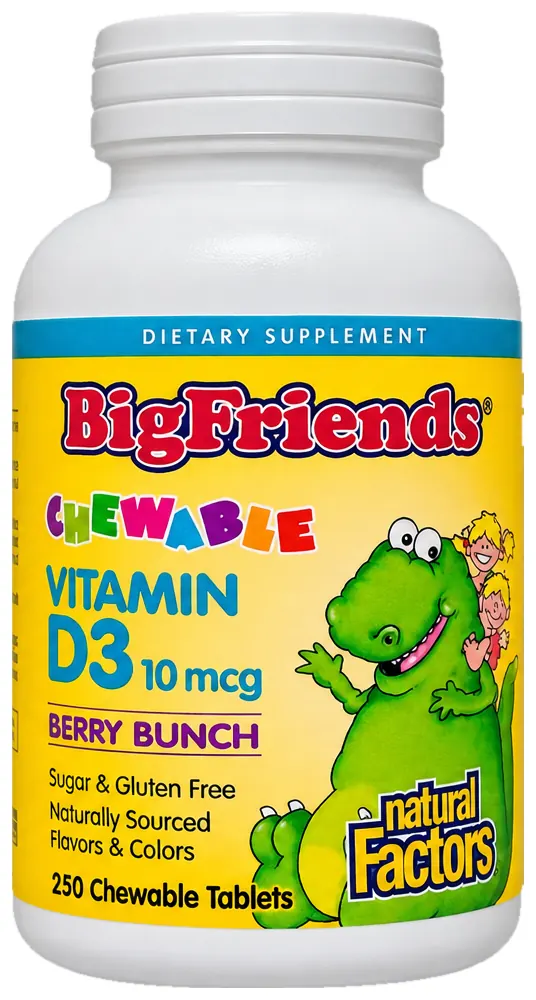 DIETARY SUPPLEMENT
BigFriends®
CHEWABLE
VITAMIN
D3 10 mcg
BERRY BUNCH
Sugar & Gluten Free
Naturally Sourced
Flavors & Colors
250 Chewable Tablets
natural
Factors